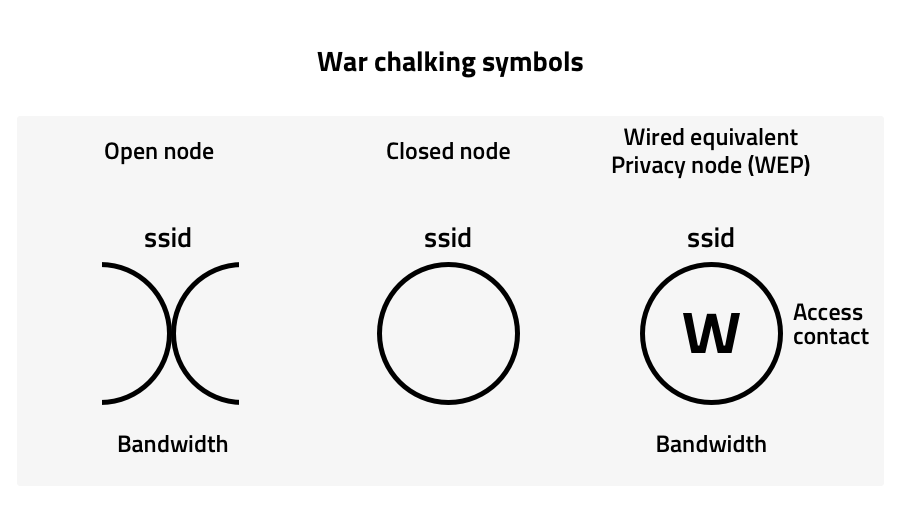 War chalking symbols
Open node
Closed node
Wired equivalent
Privacy node (WEP)
ssid
ssid
ssid
W
Access
contact
Bandwidth
Bandwidth